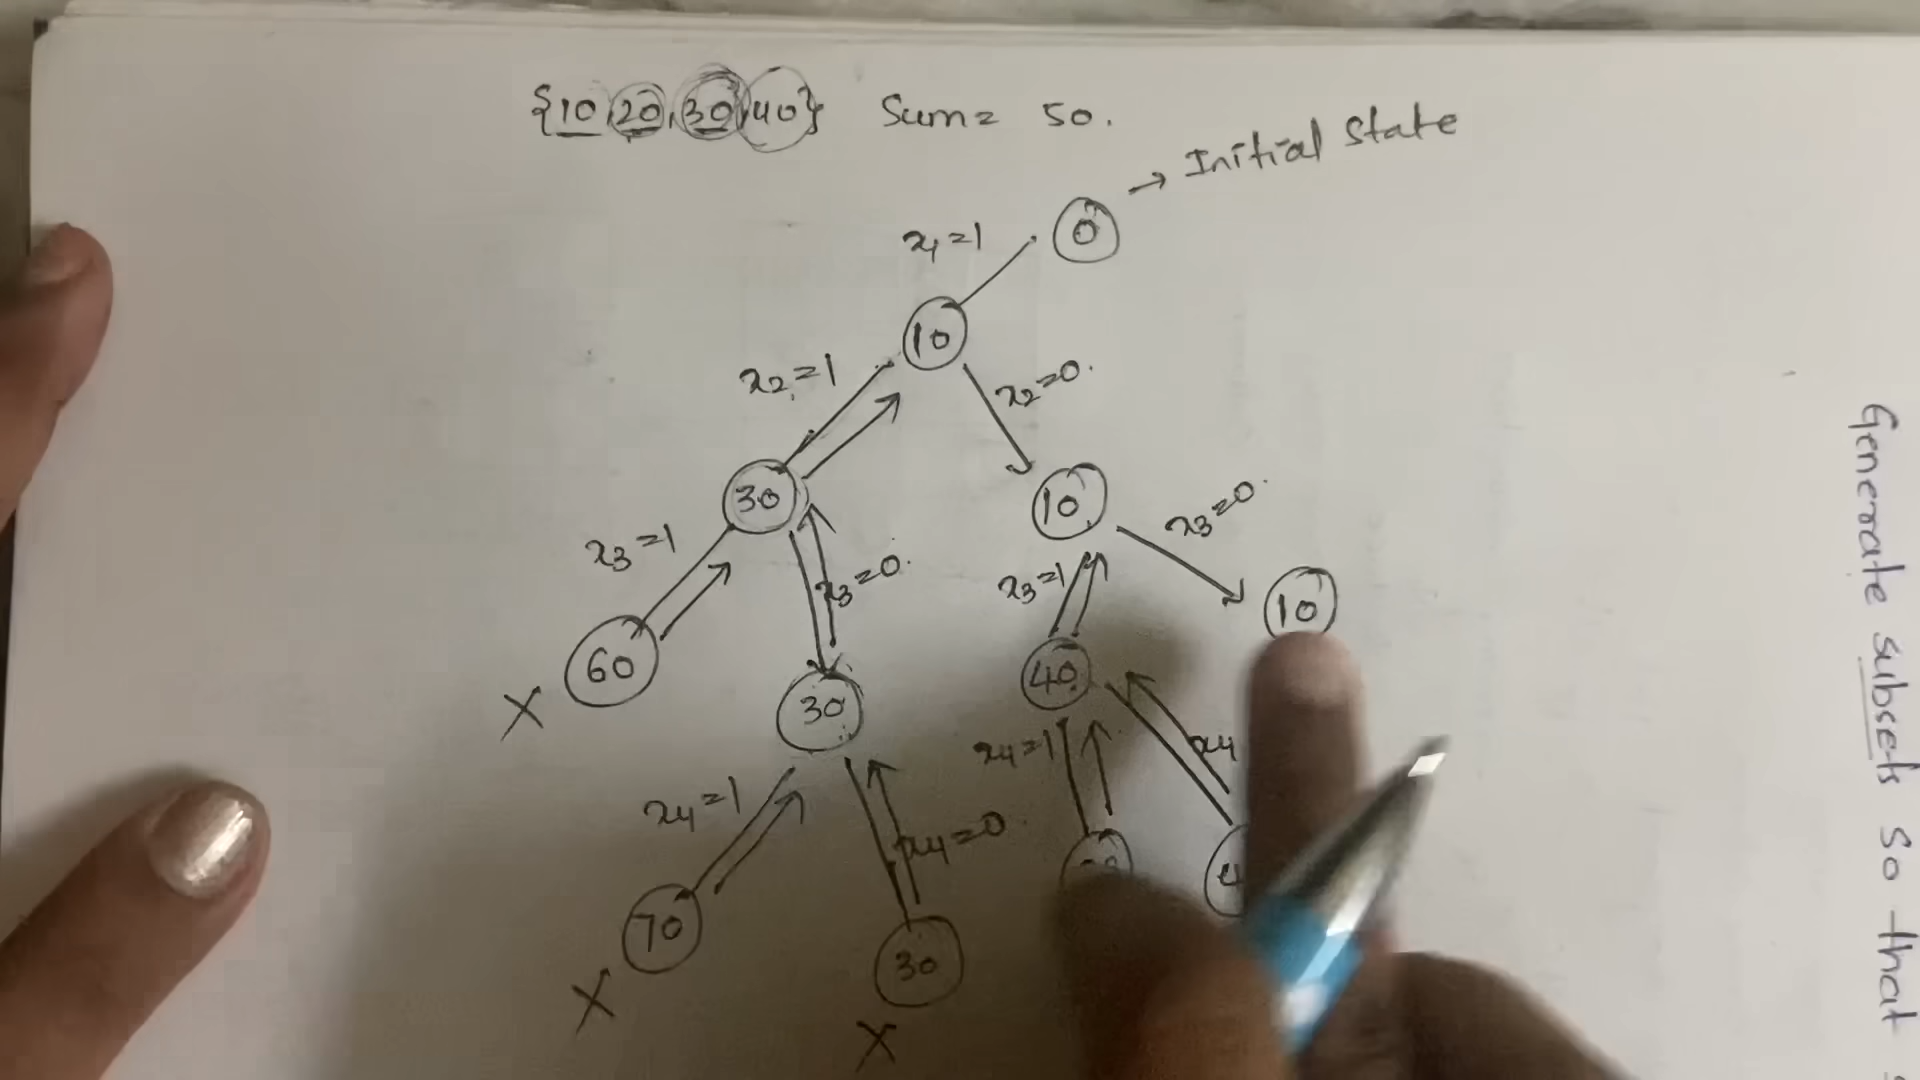 {10, 20, 30, 40} Sum = 50.
→ Initial State
0
x1=1
10
x2=1
x2=0.
30
10
x3=1
x3=0.
x3=1
x3=0.
60
10
X
30
40
x4=1
x4=0
x4=1
x4
70
30
X
X
Generate subsets so that